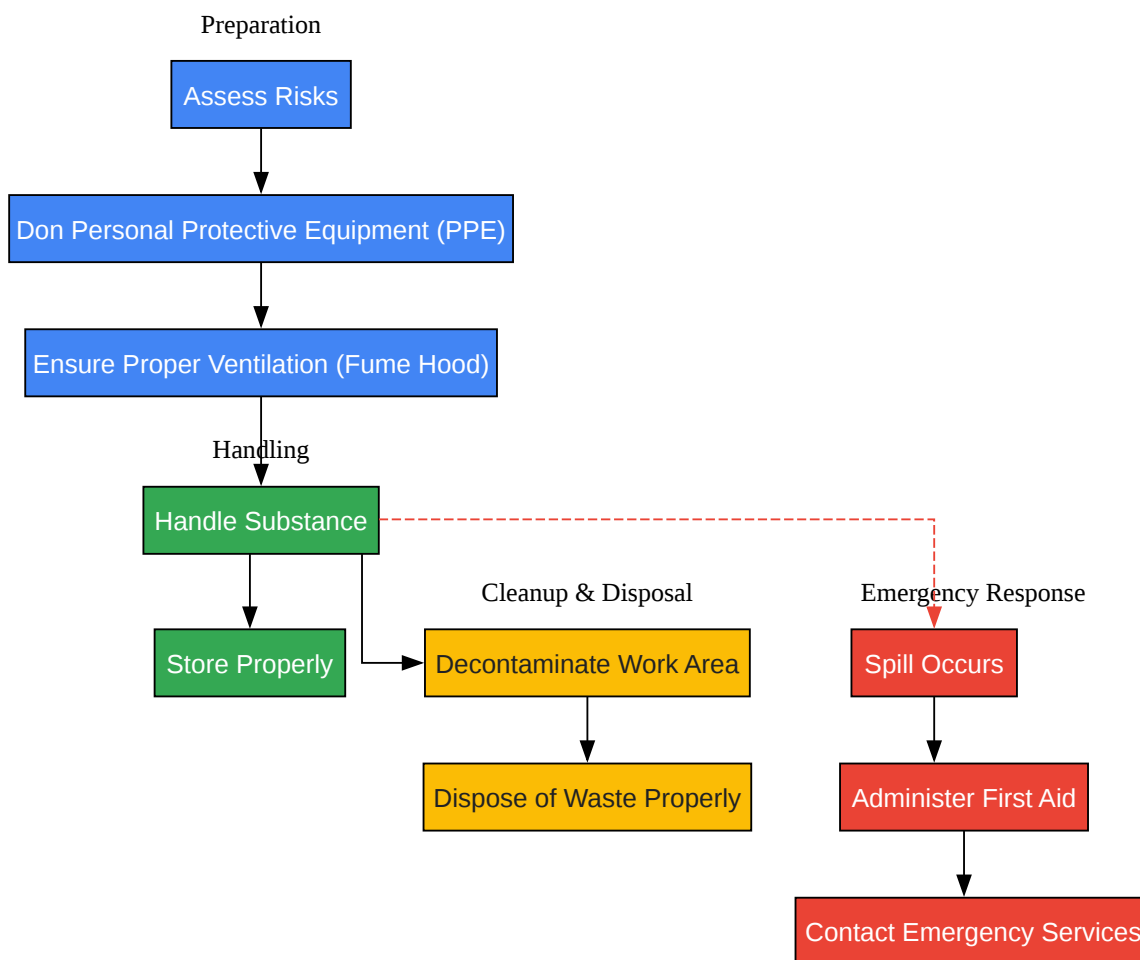 Preparation
Assess Risks
Don Personal Protective Equipment (PPE)
Ensure Proper Ventilation (Fume Hood)
Handling
Handle Substance
Store Properly
Cleanup & Disposal
Decontaminate Work Area
Dispose of Waste Properly
Emergency Response
Spill Occurs
Administer First Aid
Contact Emergency Services